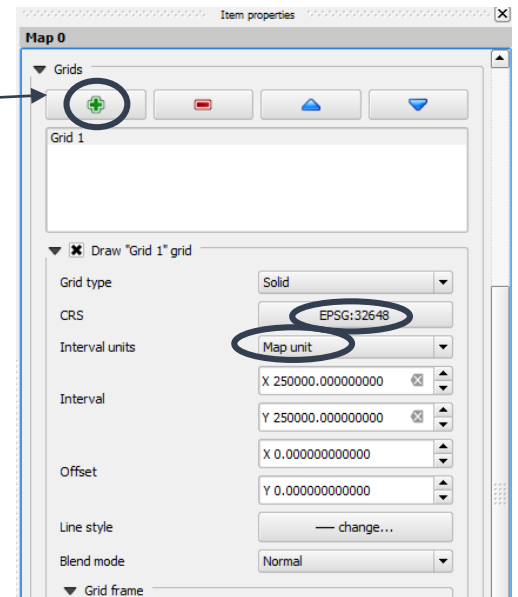 Item properties
Map 0
Grids
Grid 1
Draw "Grid 1" grid
Grid type Solid
CRS EPSG:32648
Interval units Map unit
Interval
X 250000.000000000
Y 250000.000000000
Offset
X 0.000000000000
Y 0.000000000000
Line style change...
Blend mode Normal
Grid frame